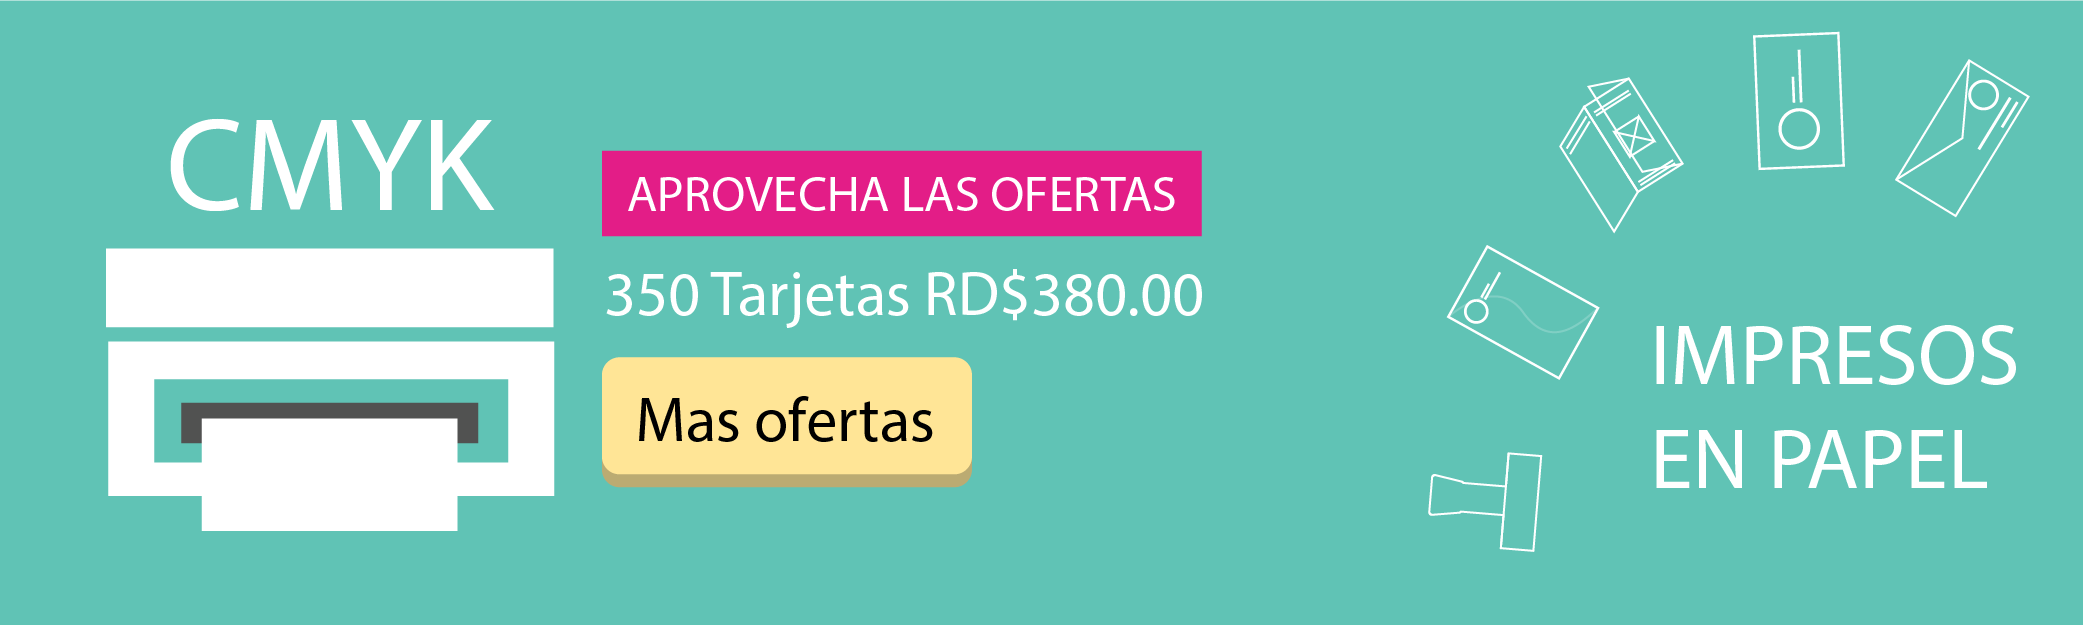 CMYK
APROVECHA LAS OFERTAS
350 Tarjetas RD$380.00
Mas ofertas
IMPRESOS
EN PAPEL